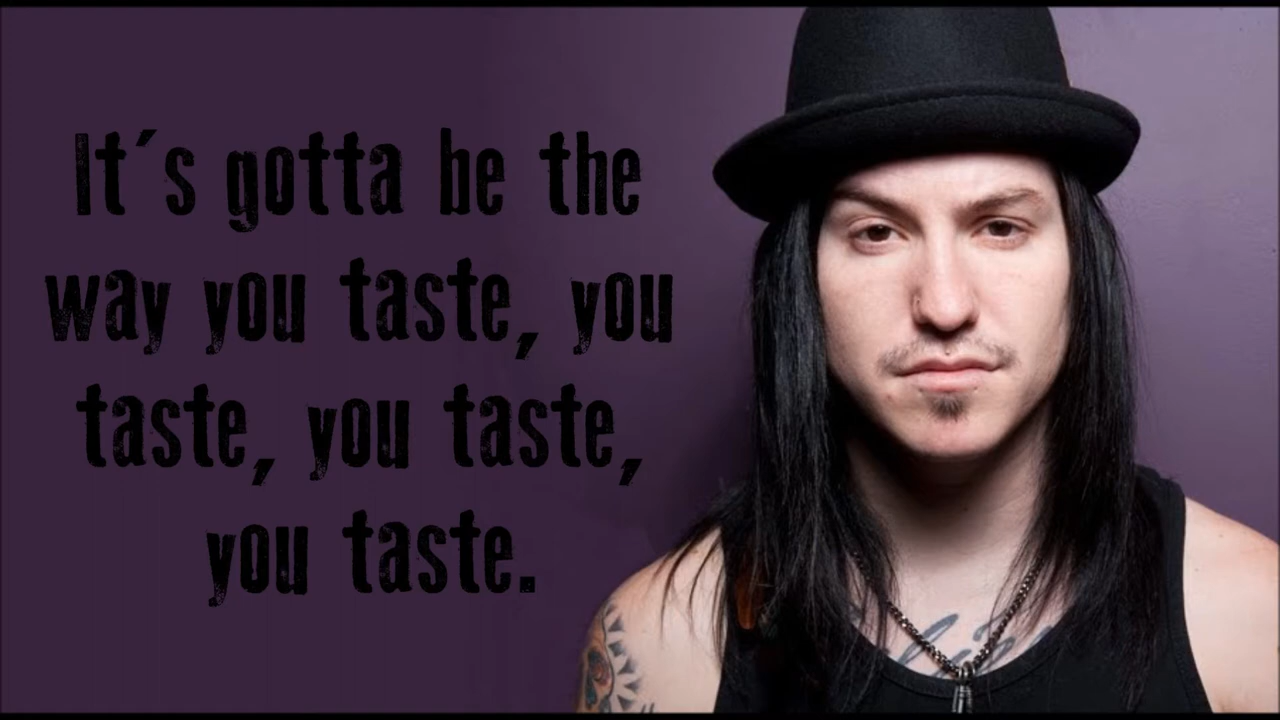 It´s gotta be the
way you taste, you
taste, you taste,
you taste.